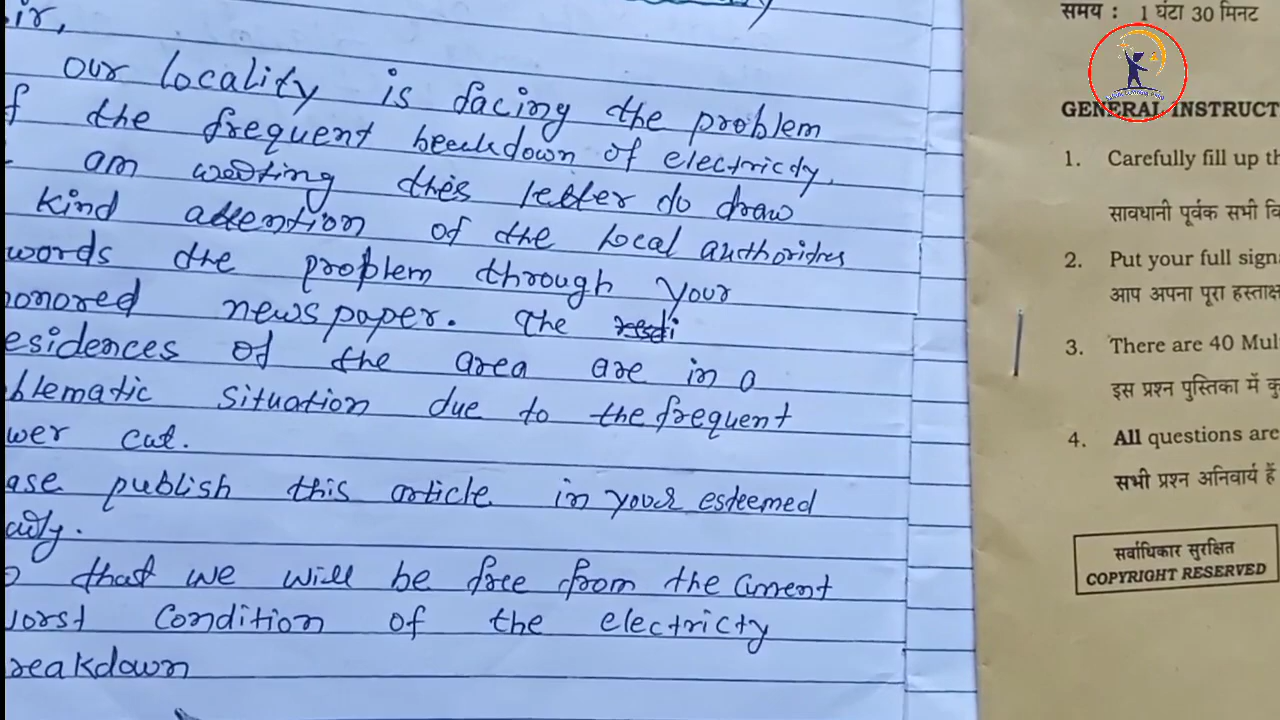 ir,
our locality is facing the problem
f the frequent breakdown of electricity.
am writing this letter to draw
kind attention of the local authorities
words the problem through your
onored newspaper. The residi
esidences of the area are in a
blematic situation due to the frequent
wer cut.
ase publish this article in your esteemed
aily.
o that we will be free from the current
worst condition of the electricty
reakdown
समय : 1 घंटा 30 मिनट
GENERAL INSTRUCT
1. Carefully fill up th
सावधानी पूर्वक सभी वि
2. Put your full sign
आप अपना पूरा हस्ताक्ष
3. There are 40 Mul
इस प्रश्न पुस्तिका में कु
4. All questions are
सभी प्रश्न अनिवार्य हैं
सर्वाधिकार सुरक्षित
COPYRIGHT RESERVED